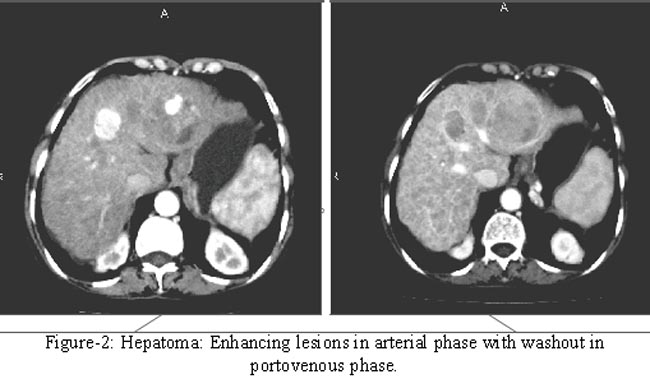 A
A
R
Figure-2: Hepatoma: Enhancing lesions in arterial phase with washout in
portovenous phase.